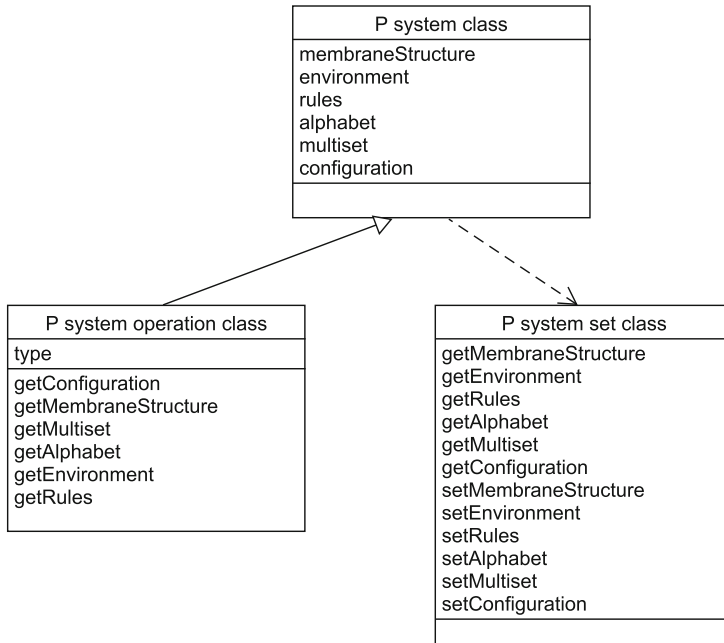 P system class
membraneStructure
environment
rules
alphabet
multiset
configuration
P system operation class
type
getConfiguration
getMembraneStructure
getMultiset
getAlphabet
getEnvironment
getRules
P system set class
getMembraneStructure
getEnvironment
getRules
getAlphabet
getMultiset
getConfiguration
setMembraneStructure
setEnvironment
setRules
setAlphabet
setMultiset
setConfiguration